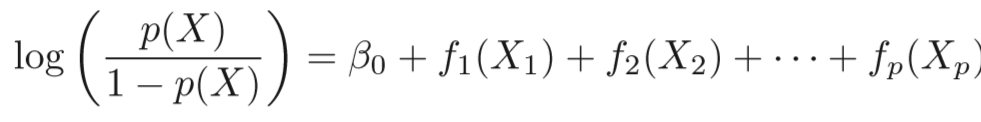 log ( p(X) / 1 − p(X) ) = β₀ + f₁(X₁) + f₂(X₂) + ··· + fₚ(Xₚ)